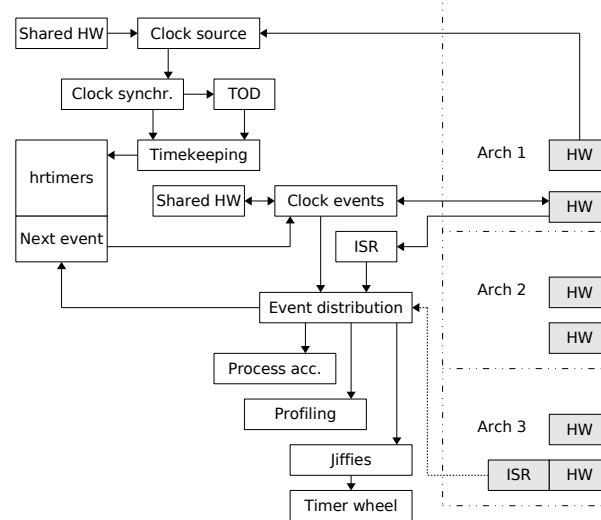 Shared HW
Clock source
Clock synchr.
TOD
Timekeeping
Arch 1
HW
hrtimers
Shared HW
Clock events
HW
Next event
ISR
Arch 2
HW
Event distribution
HW
Process acc.
Profiling
Arch 3
HW
Jiffies
ISR
HW
Timer wheel